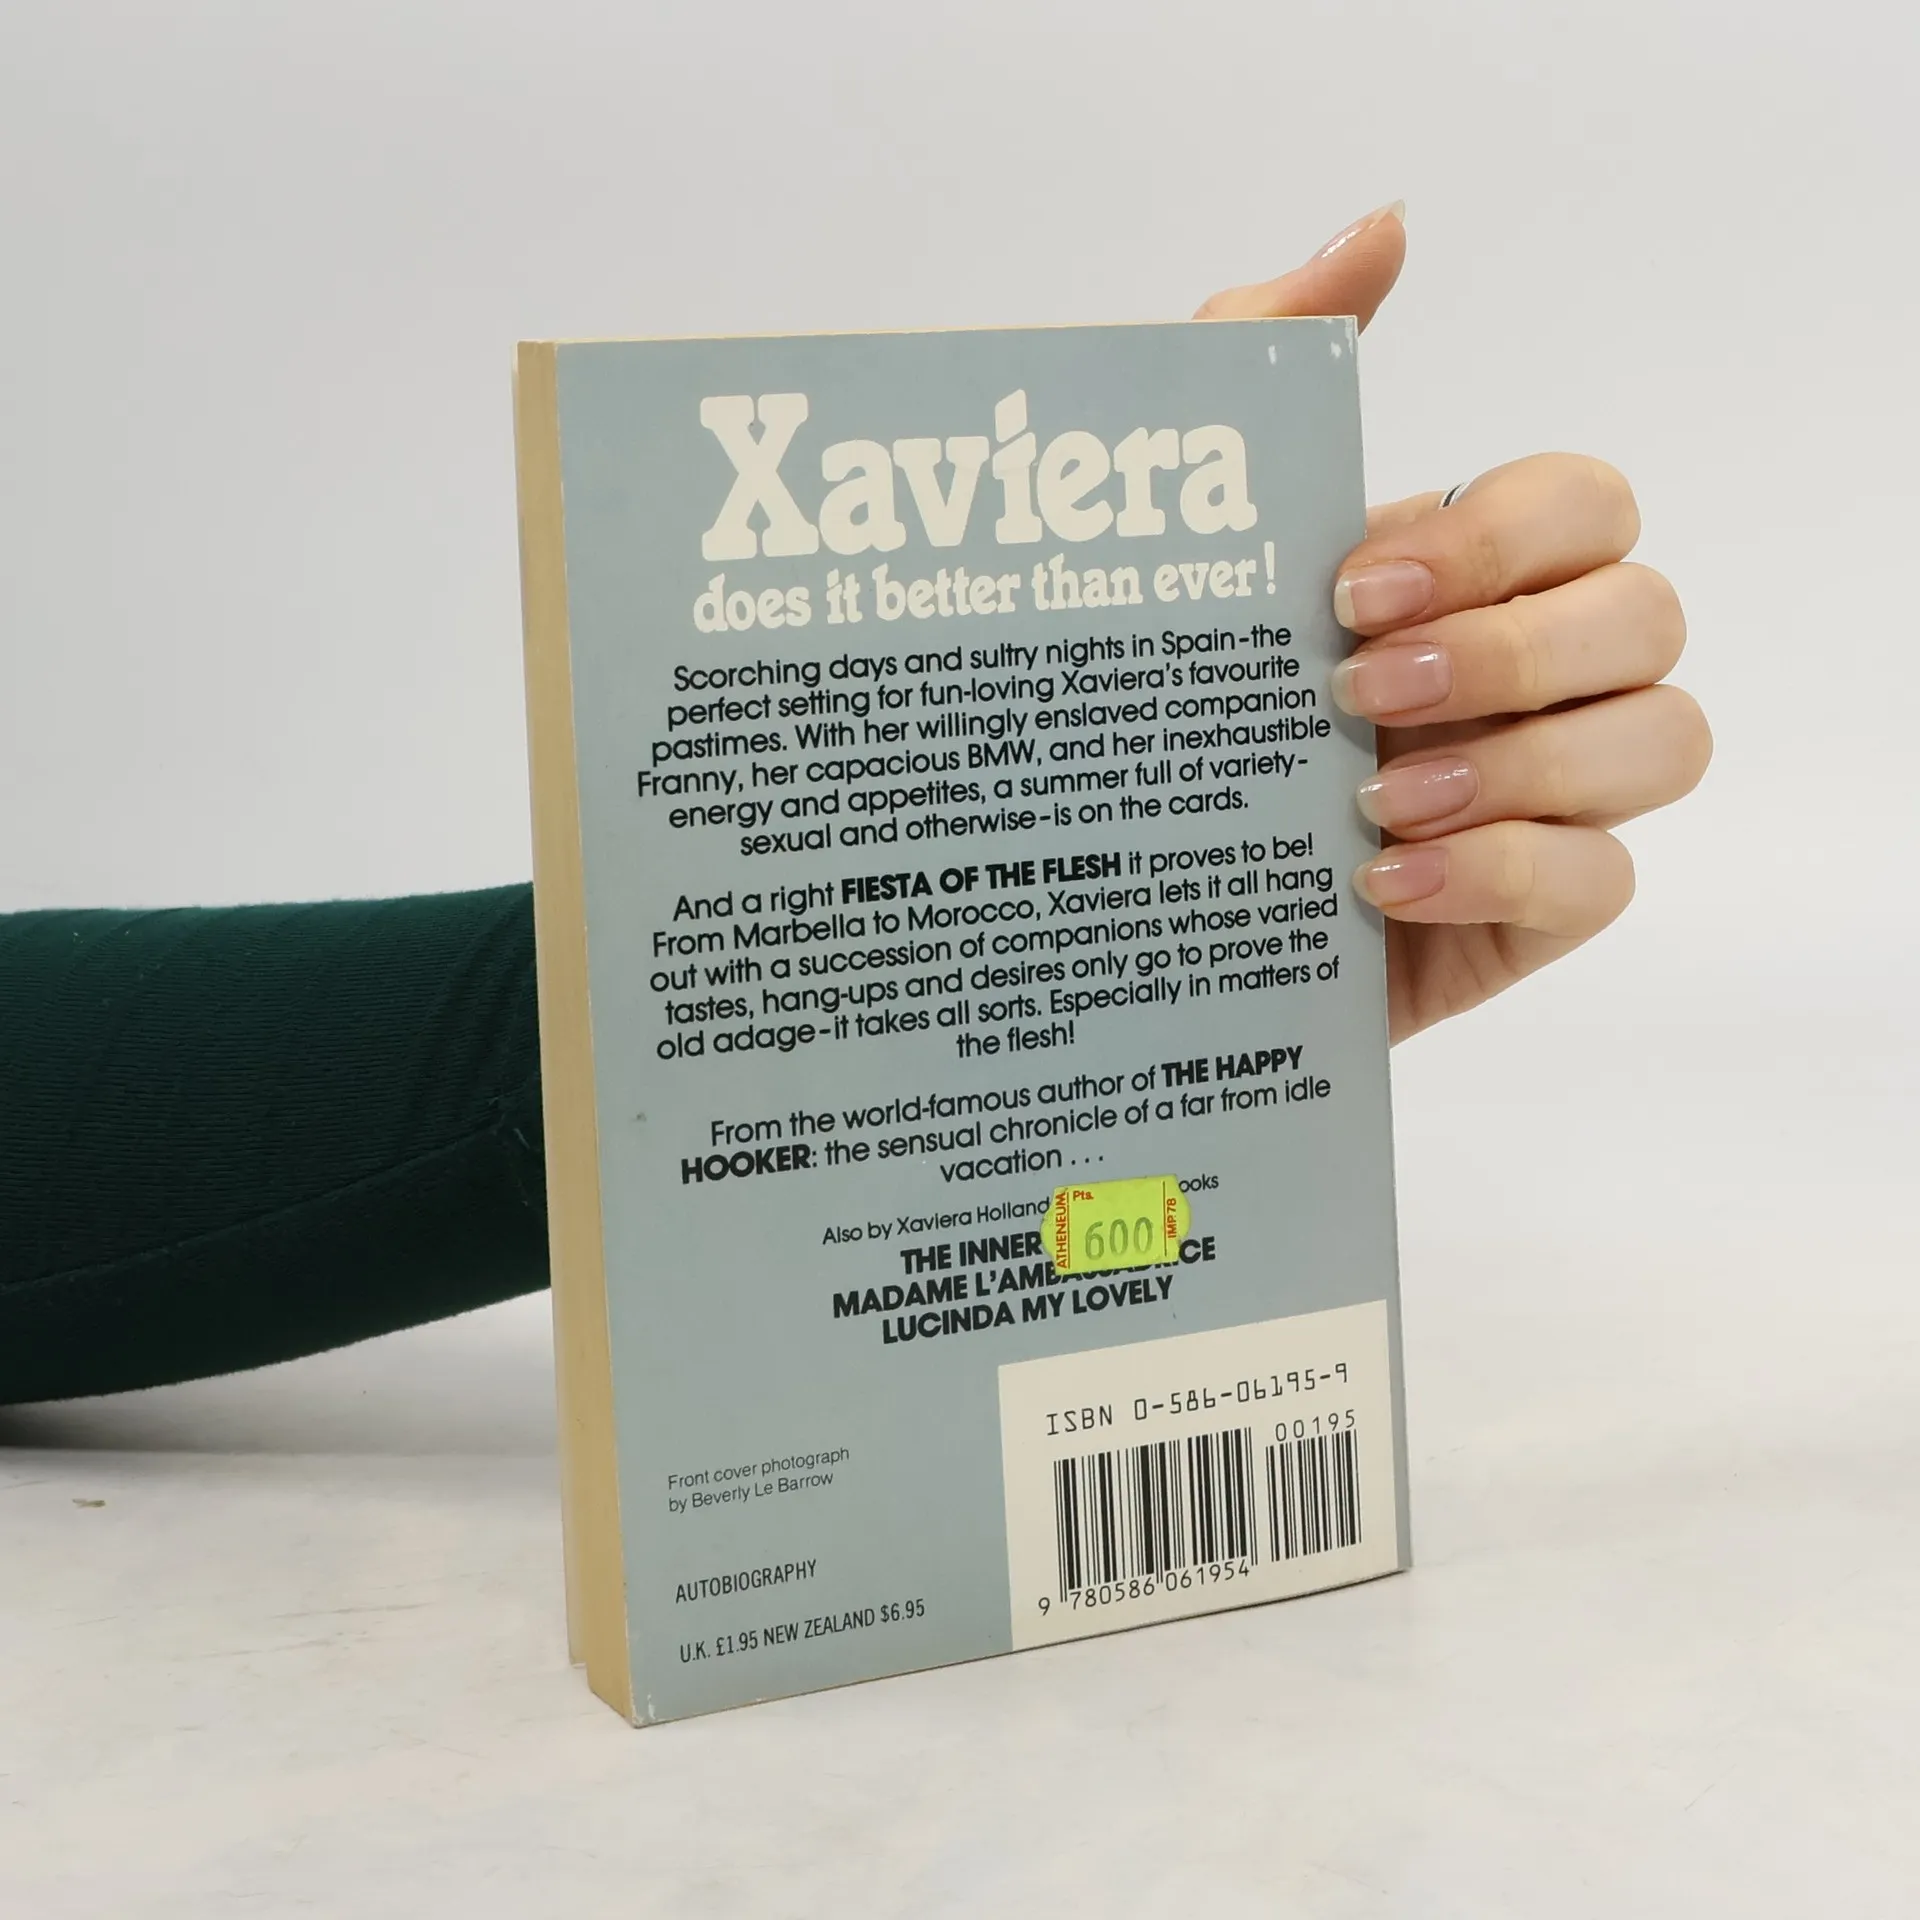 Xaviera
does it better than ever!
Scorching days and sultry nights in Spain-the
perfect setting for fun-loving Xaviera's favourite
pastimes. With her willingly enslaved companion
Franny, her capacious BMW, and her inexhaustible
energy and appetites, a summer full of variety-
sexual and otherwise-is on the cards.
And a right FIESTA OF THE FLESH it proves to be!
From Marbella to Morocco, Xaviera lets it all hang
out with a succession of companions whose varied
tastes, hang-ups and desires only go to prove the
old adage-it takes all sorts. Especially in matters of
the flesh!
From the world-famous author of THE HAPPY
HOOKER: the sensual chronicle of a far from idle
vacation ...
Also by Xaviera Holland ooks
THE INNER CE
MADAME L'AMBASSADRICE
LUCINDA MY LOVELY
ATHENEUM
Pts.
600
IMP.78
ISBN 0-586-06195-9
00195
9 780586 061954
Front cover photograph
by Beverly Le Barrow
AUTOBIOGRAPHY
U.K. £1.95 NEW ZEALAND $6.95